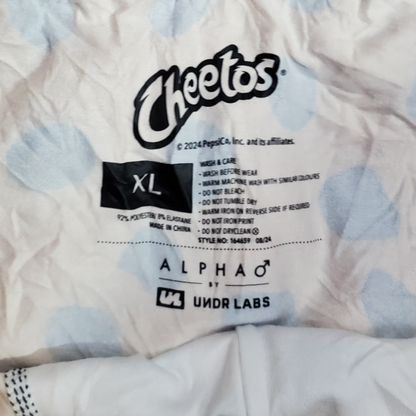 Cheetos®
© 2024 PepsiCo, Inc. and its affiliates.
XL
92% POLYESTER 8% ELASTANE
MADE IN CHINA
WASH & CARE
- WASH BEFORE WEAR
- WARM MACHINE WASH WITH SIMILAR COLOURS
- DO NOT BLEACH
- DO NOT TUMBLE DRY
- WARM IRON ON REVERSE SIDE IF REQUIRED
- DO NOT IRON PRINT
- DO NOT DRYCLEAN
STYLE NO: 164659 08/24
ALPHA
BY
UNDR LABS